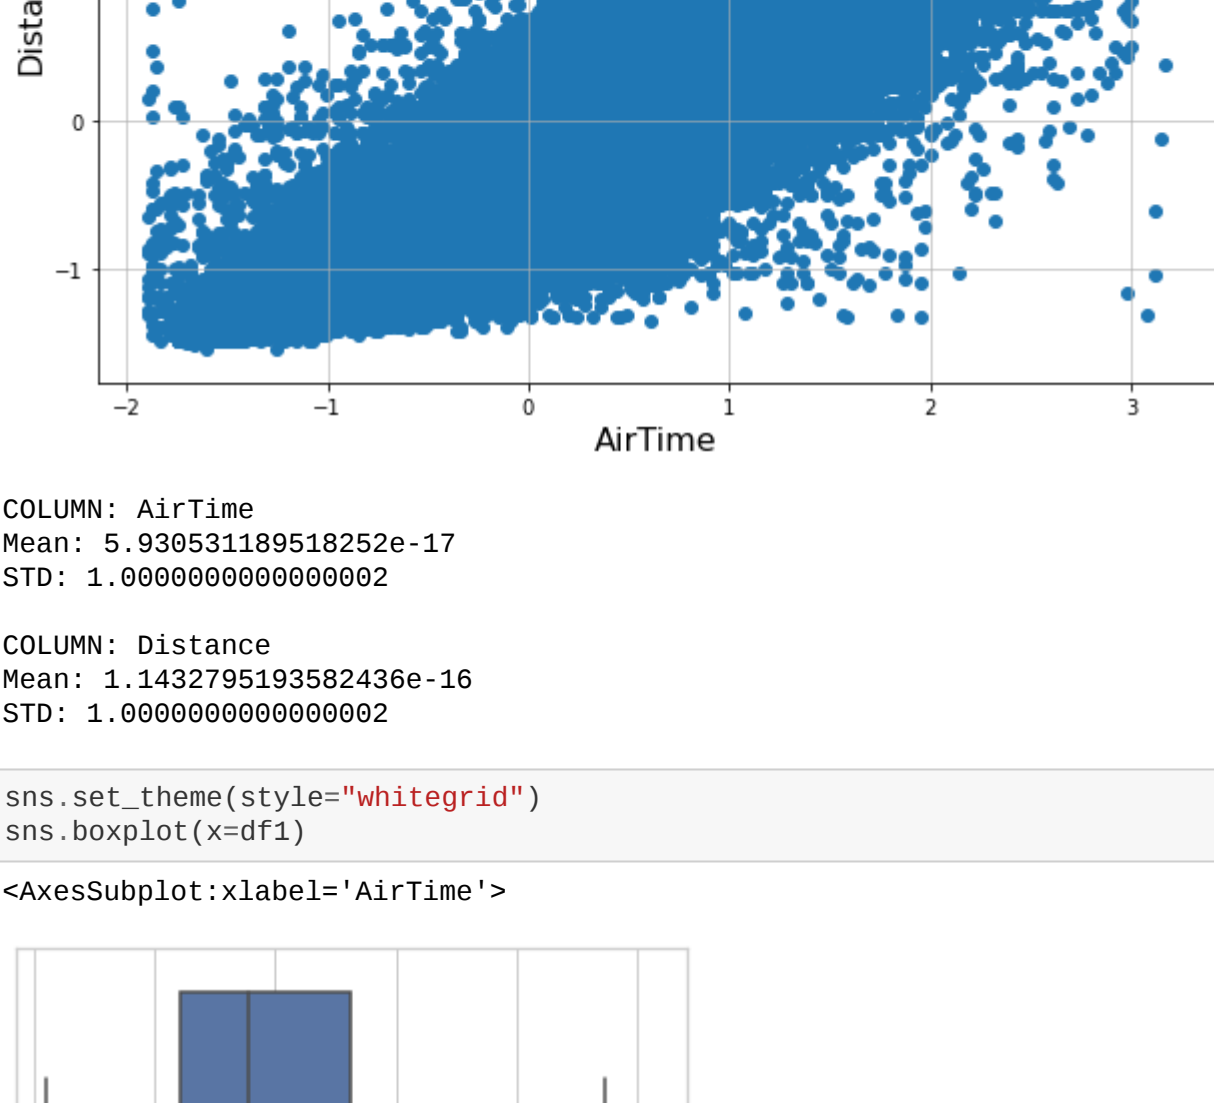 Dista
0
−1
−2 −1 0 1 2 3
AirTime
COLUMN: AirTime
Mean: 5.930531189518252e-17
STD: 1.0000000000000002
COLUMN: Distance
Mean: 1.1432795193582436e-16
STD: 1.0000000000000002
sns.set_theme(style="whitegrid")
sns.boxplot(x=df1)
<AxesSubplot:xlabel='AirTime'>